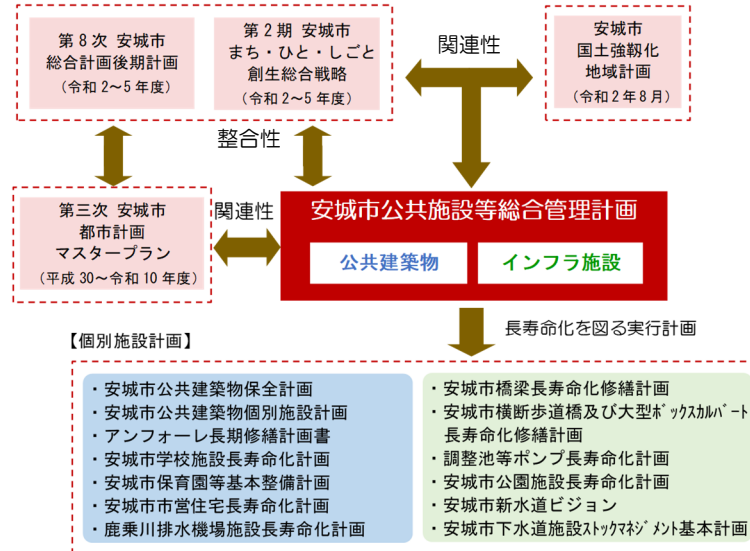 第8次 安城市
総合計画後期計画
（令和2～5年度）
第2期 安城市
まち・ひと・しごと
創生総合戦略
（令和2～5年度）
関連性
安城市
国土強靱化
地域計画
（令和2年8月）
整合性
第三次 安城市
都市計画
マスタープラン
（平成30～令和10年度）
関連性
安城市公共施設等総合管理計画
公共建築物
インフラ施設
長寿命化を図る実行計画
【個別施設計画】
・安城市公共建築物保全計画
・安城市公共建築物個別施設計画
・アンフォーレ長期修繕計画書
・安城市学校施設長寿命化計画
・安城市保育園等基本整備計画
・安城市市営住宅長寿命化計画
・鹿乗川排水機場施設長寿命化計画
・安城市橋梁長寿命化修繕計画
・安城市横断歩道橋及び大型ﾎﾞｯｸｽｶﾙﾊﾞｰﾄ
長寿命化修繕計画
・調整池等ポンプ長寿命化計画
・安城市公園施設長寿命化計画
・安城市新水道ビジョン
・安城市下水道施設ｽﾄｯｸﾏﾈｼﾞﾒﾝﾄ基本計画